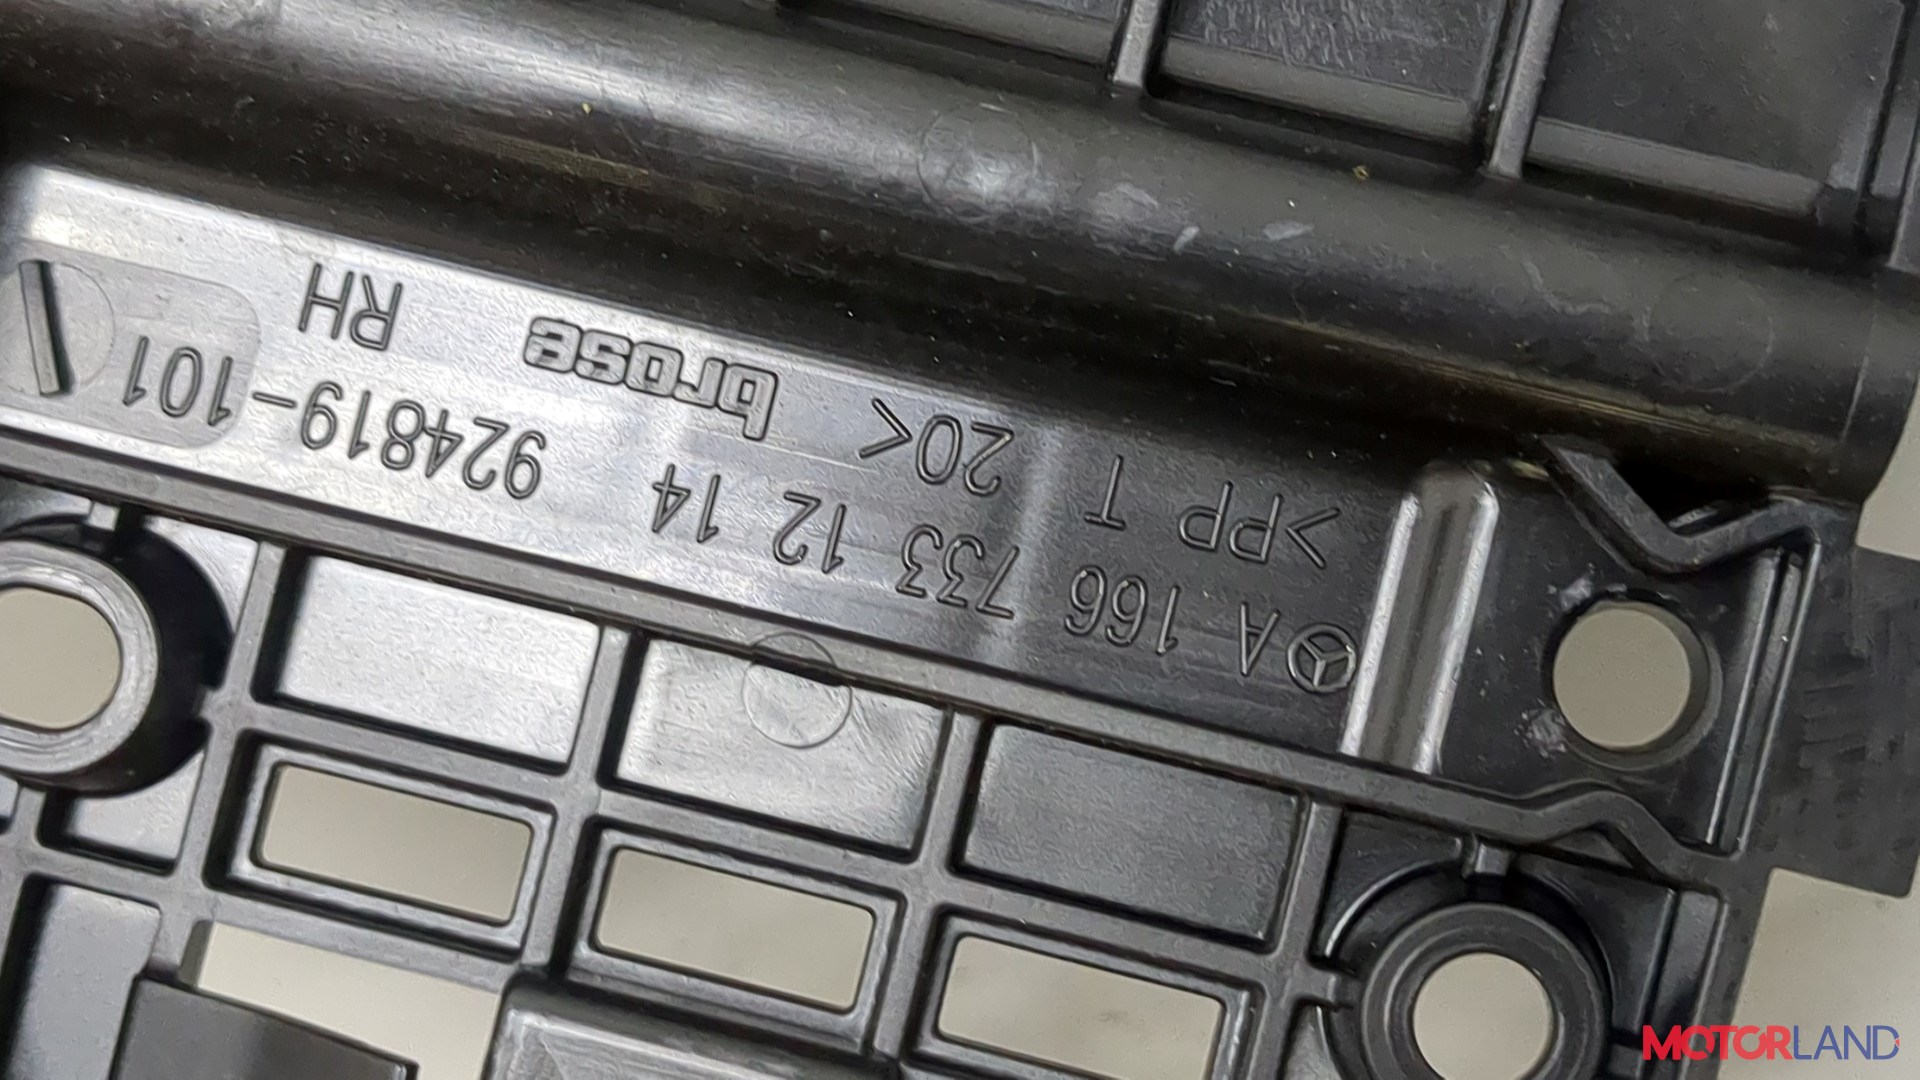 A 166 733 12 14 924819-101
>PP T 20< brose RH
MOTORLAND